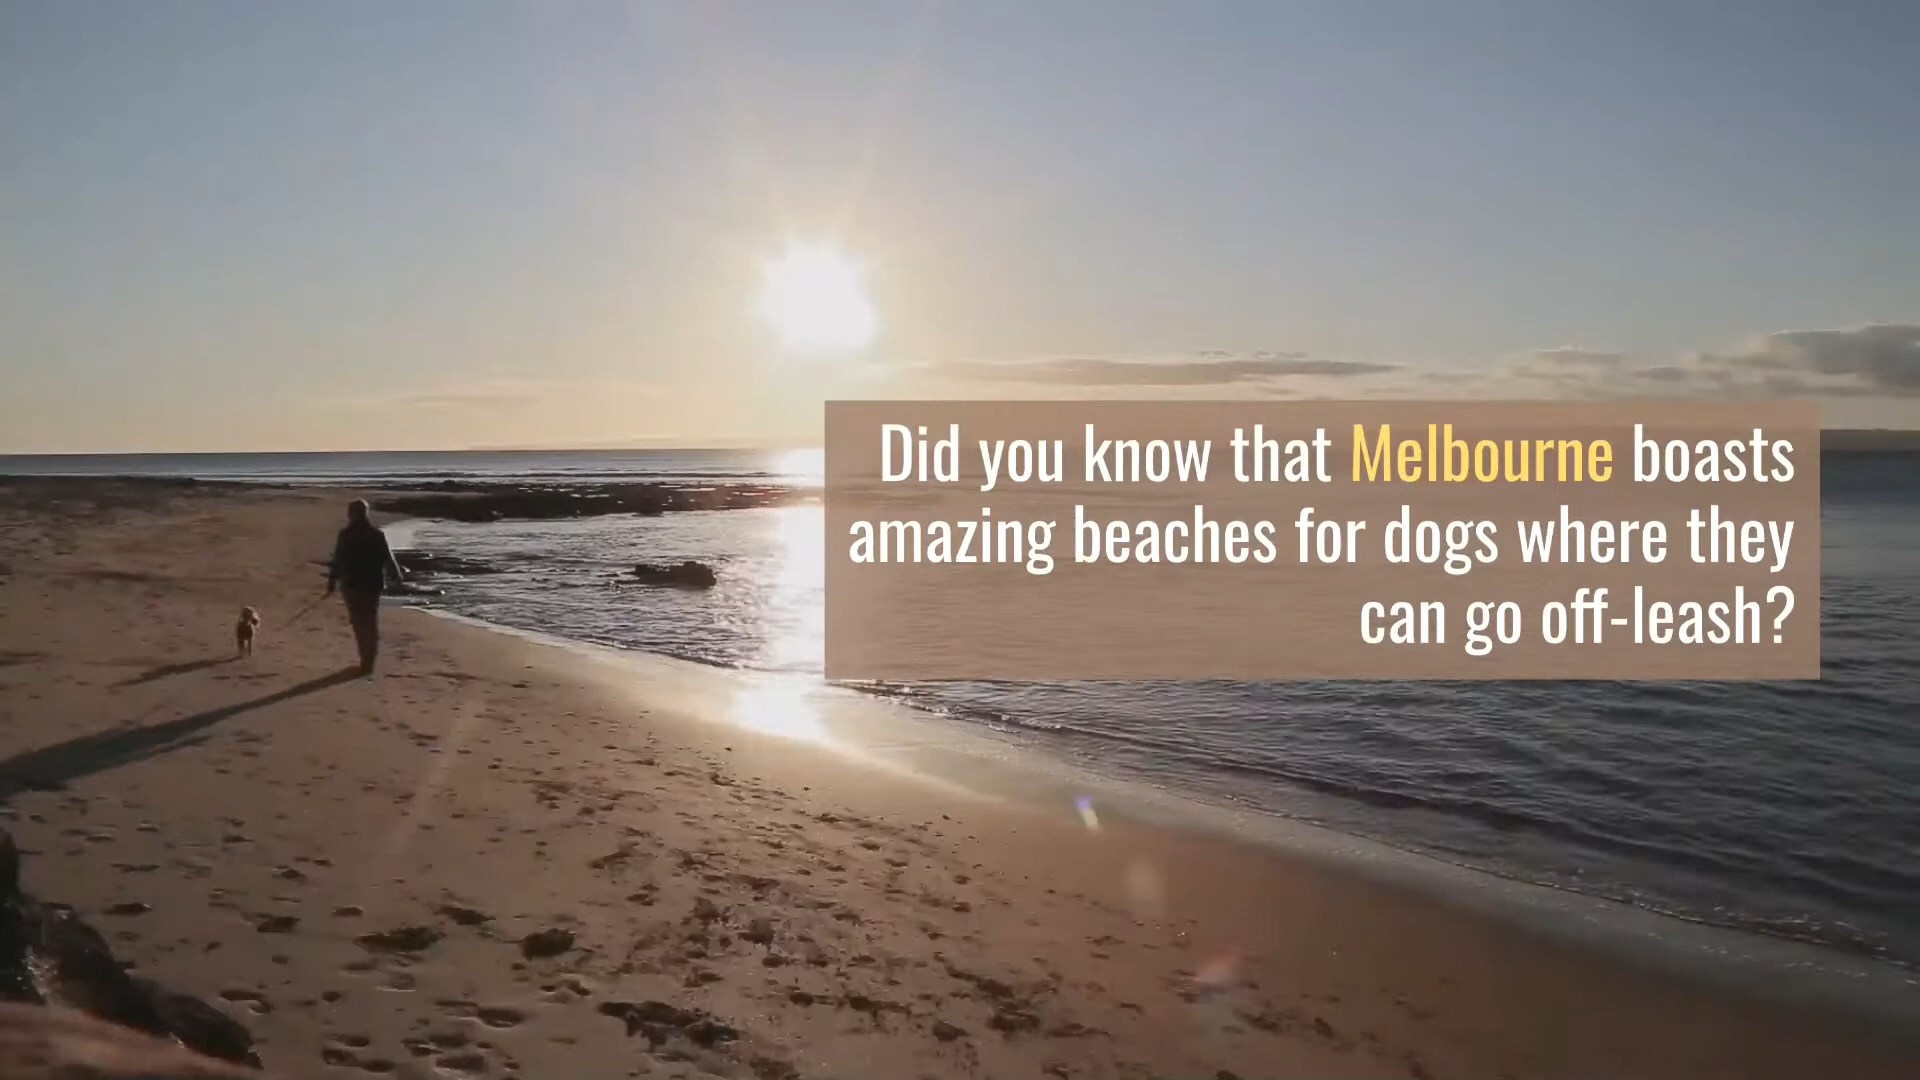 Did you know that Melbourne boasts
amazing beaches for dogs where they
can go off-leash?